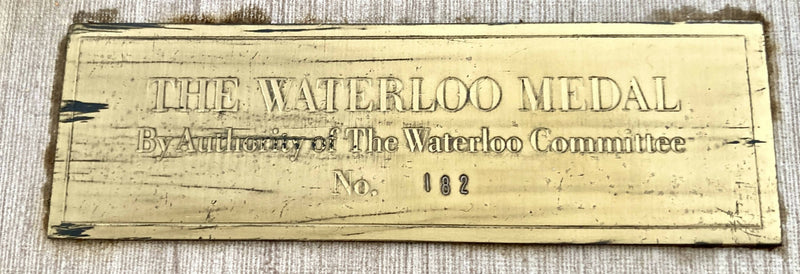 THE WATERLOO MEDAL
By Authority of The Waterloo Committee
No. 182